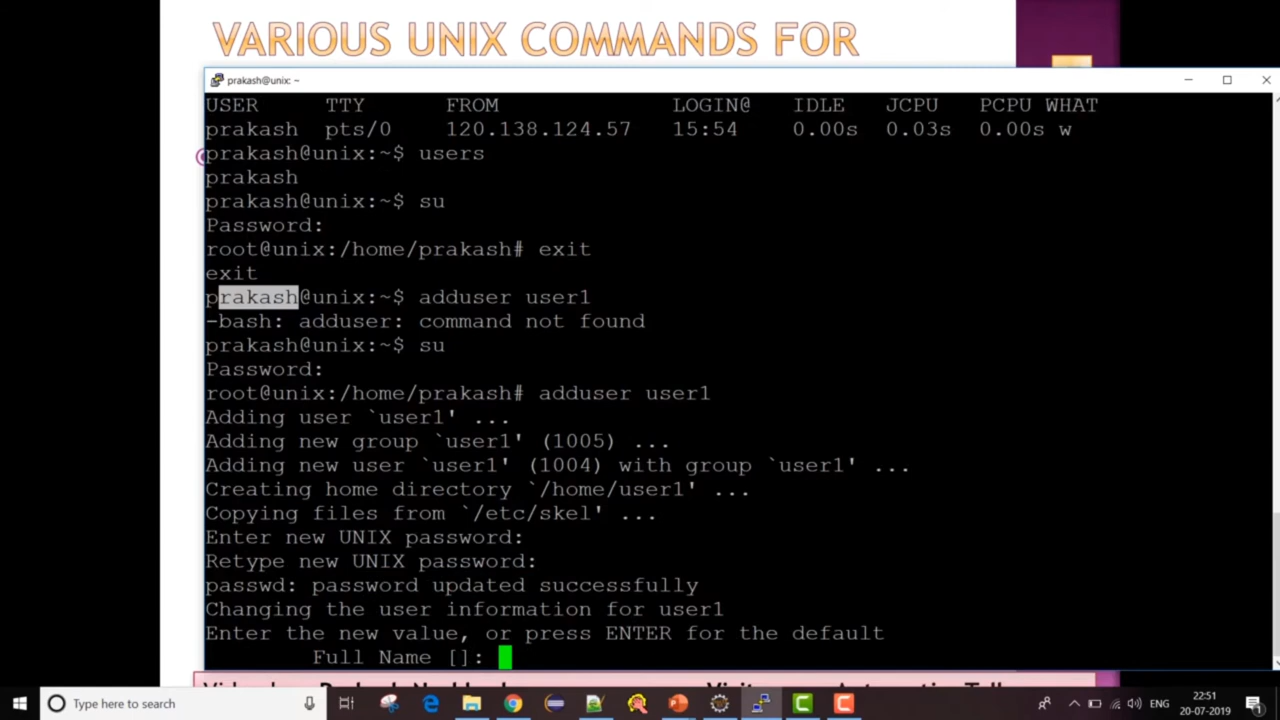 VARIOUS UNIX COMMANDS FOR
prakash@unix: ~
USER TTY FROM LOGIN@ IDLE JCPU PCPU WHAT
prakash pts/0 120.138.124.57 15:54 0.00s 0.03s 0.00s w
prakash@unix:~$ users
prakash
prakash@unix:~$ su
Password:
root@unix:/home/prakash# exit
exit
prakash@unix:~$ adduser user1
-bash: adduser: command not found
prakash@unix:~$ su
Password:
root@unix:/home/prakash# adduser user1
Adding user `user1' ...
Adding new group `user1' (1005) ...
Adding new user `user1' (1004) with group `user1' ...
Creating home directory `/home/user1' ...
Copying files from `/etc/skel' ...
Enter new UNIX password:
Retype new UNIX password:
passwd: password updated successfully
Changing the user information for user1
Enter the new value, or press ENTER for the default
Full Name []:
Type here to search
ENG
22:51
20-07-2019
1